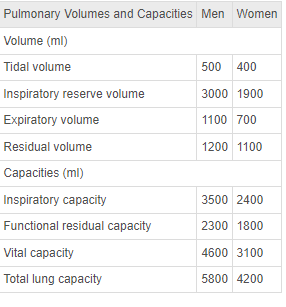 Pulmonary Volumes and Capacities Men Women
Volume (ml)
Tidal volume 500 400
Inspiratory reserve volume 3000 1900
Expiratory volume 1100 700
Residual volume 1200 1100
Capacities (ml)
Inspiratory capacity 3500 2400
Functional residual capacity 2300 1800
Vital capacity 4600 3100
Total lung capacity 5800 4200